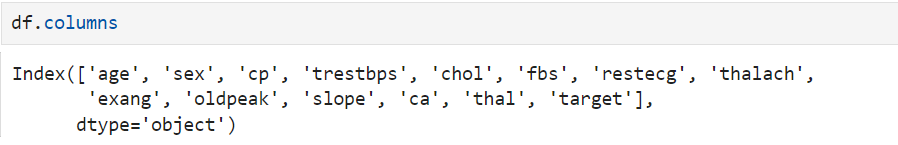 df.columns
Index(['age', 'sex', 'cp', 'trestbps', 'chol', 'fbs', 'restecg', 'thalach',
'exang', 'oldpeak', 'slope', 'ca', 'thal', 'target'],
dtype='object')